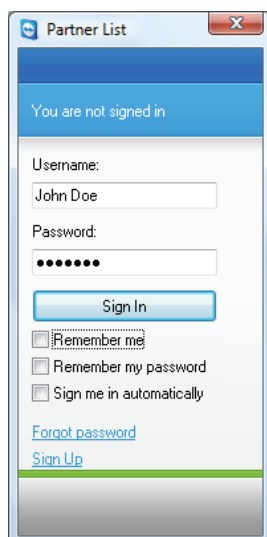 Partner List
You are not signed in
Username:
John Doe
Password:
•••••••
Sign In
Remember me
Remember my password
Sign me in automatically
Forgot password
Sign Up